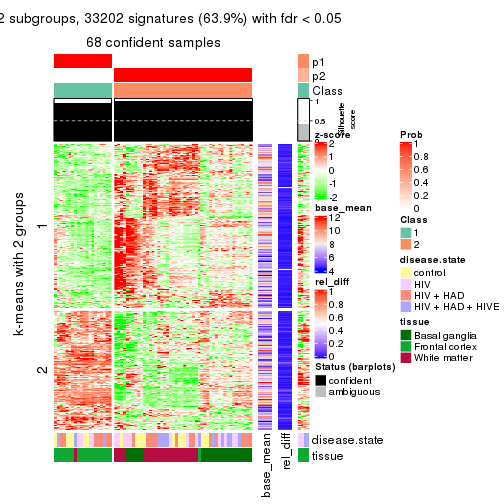 2 subgroups, 33202 signatures (63.9%) with fdr < 0.05
68 confident samples
p1
p2
Class
1
0.5
Silhouette
score
z-score
2
1
0
-1
-2
base_mean
12
10
8
6
4
rel_diff
1
0.8
0.6
0.4
0.2
0
Status (barplots)
confident
ambiguous
Prob
1
0.8
0.6
0.4
0.2
0
Class
1
2
disease.state
control
HIV
HIV + HAD
HIV + HAD + HIVE
tissue
Basal ganglia
Frontal cortex
White matter
k-means with 2 groups
1
2
disease.state
tissue
base_mean
rel_diff